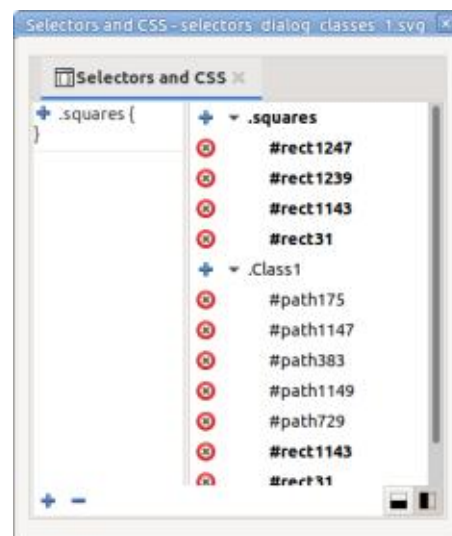 Selectors and CSS - selectors_dialog_classes_1.svg
Selectors and CSS
.squares {
}
.squares
#rect1247
#rect1239
#rect1143
#rect31
.Class1
#path175
#path1147
#path383
#path1149
#path729
#rect1143
#rect31